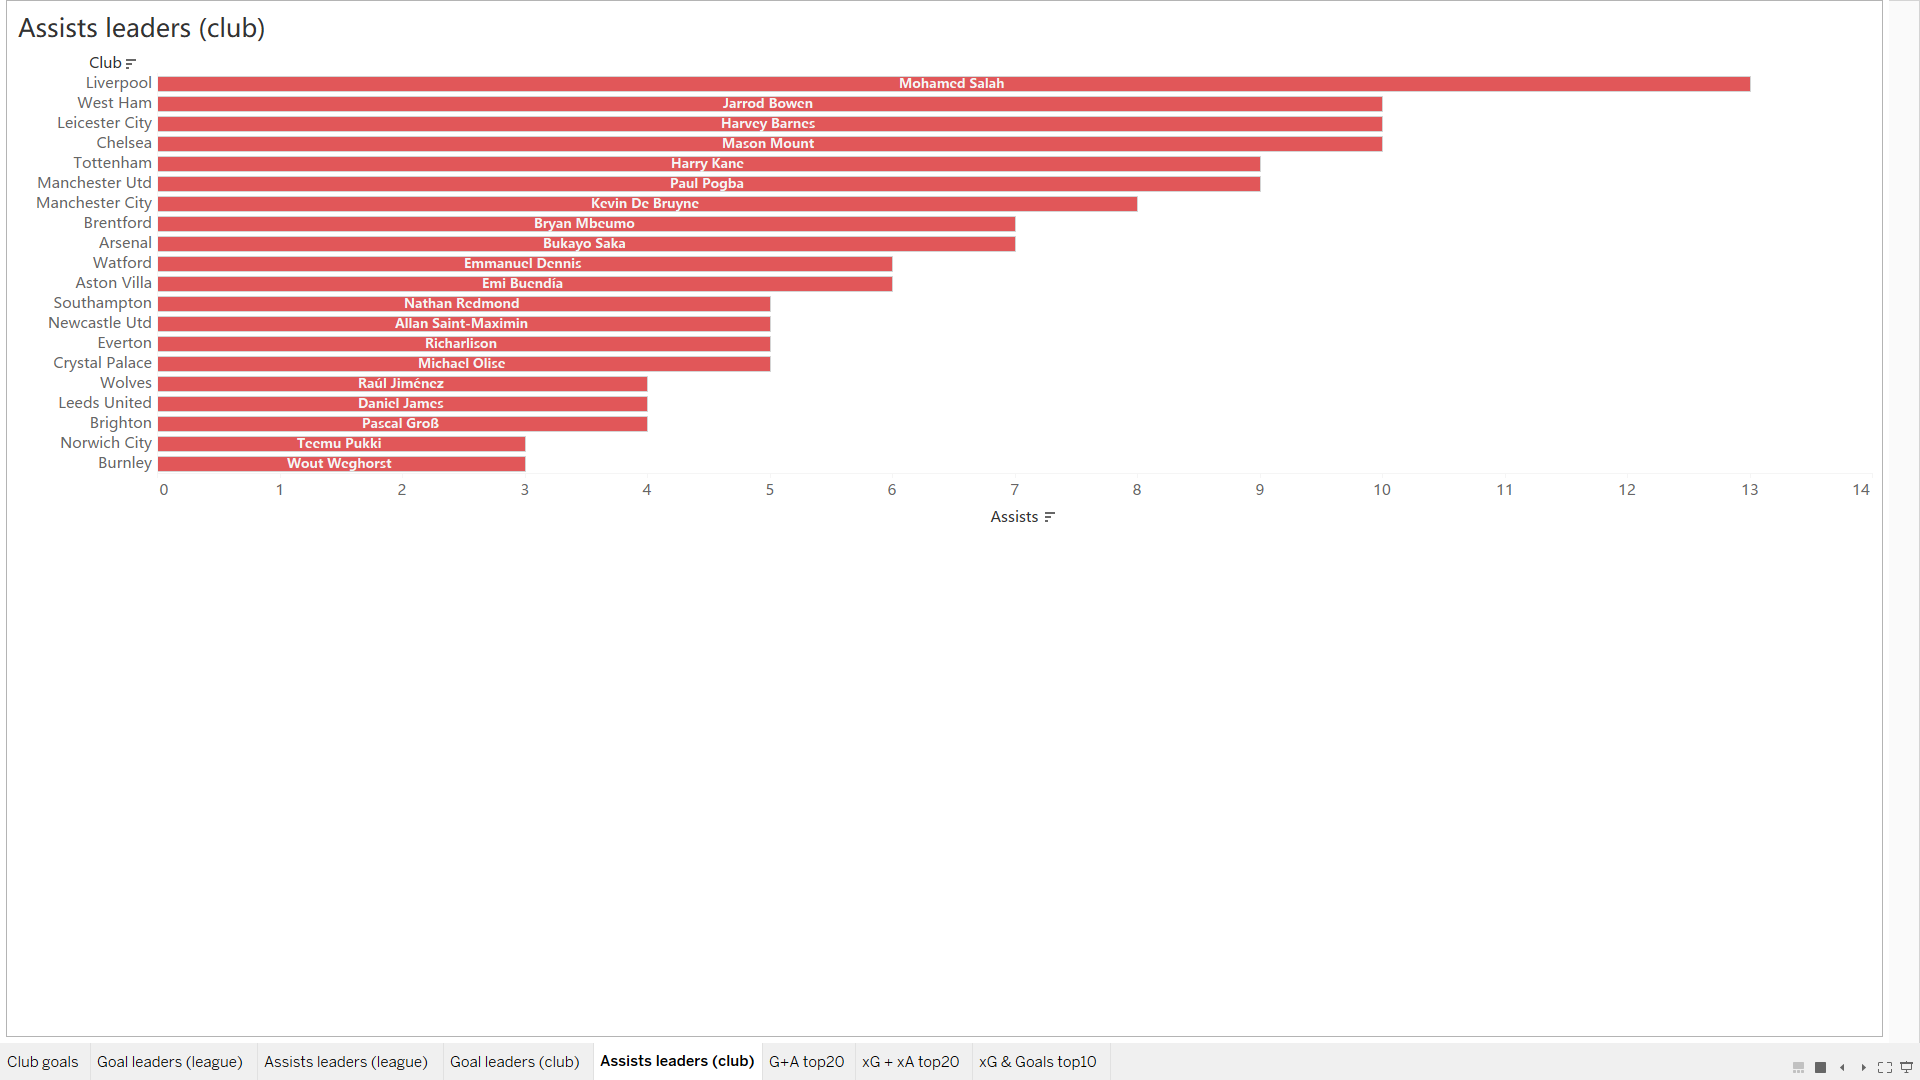 Assists leaders (club)
Club
Liverpool Mohamed Salah
West Ham Jarrod Bowen
Leicester City Harvey Barnes
Chelsea Mason Mount
Tottenham Harry Kane
Manchester Utd Paul Pogba
Manchester City Kevin De Bruyne
Brentford Bryan Mbeumo
Arsenal Bukayo Saka
Watford Emmanuel Dennis
Aston Villa Emi Buendía
Southampton Nathan Redmond
Newcastle Utd Allan Saint-Maximin
Everton Richarlison
Crystal Palace Michael Olise
Wolves Raúl Jiménez
Leeds United Daniel James
Brighton Pascal Groß
Norwich City Teemu Pukki
Burnley Wout Weghorst
0 1 2 3 4 5 6 7 8 9 10 11 12 13 14
Assists
Club goals Goal leaders (league) Assists leaders (league) Goal leaders (club) Assists leaders (club) G+A top20 xG + xA top20 xG & Goals top10